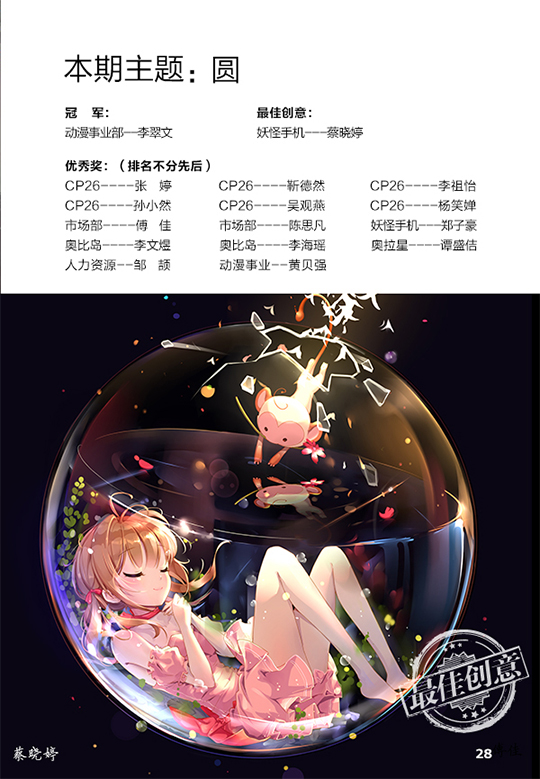 本期主题：圆
冠　军： 最佳创意：
动漫事业部——李翠文 妖怪手机----蔡晓婷
优秀奖：（排名不分先后）
CP26----张　婷 CP26----靳德然 CP26----李祖怡
CP26----孙小然 CP26----吴观燕 CP26----杨笑婵
市场部----傅　佳 市场部----陈思凡 妖怪手机---郑子豪
奥比岛----李文煜 奥比岛----李海瑶 奥拉星----谭盛佶
人力资源--邹　颉 动漫事业--黄贝强
最佳创意
蔡晓婷
28